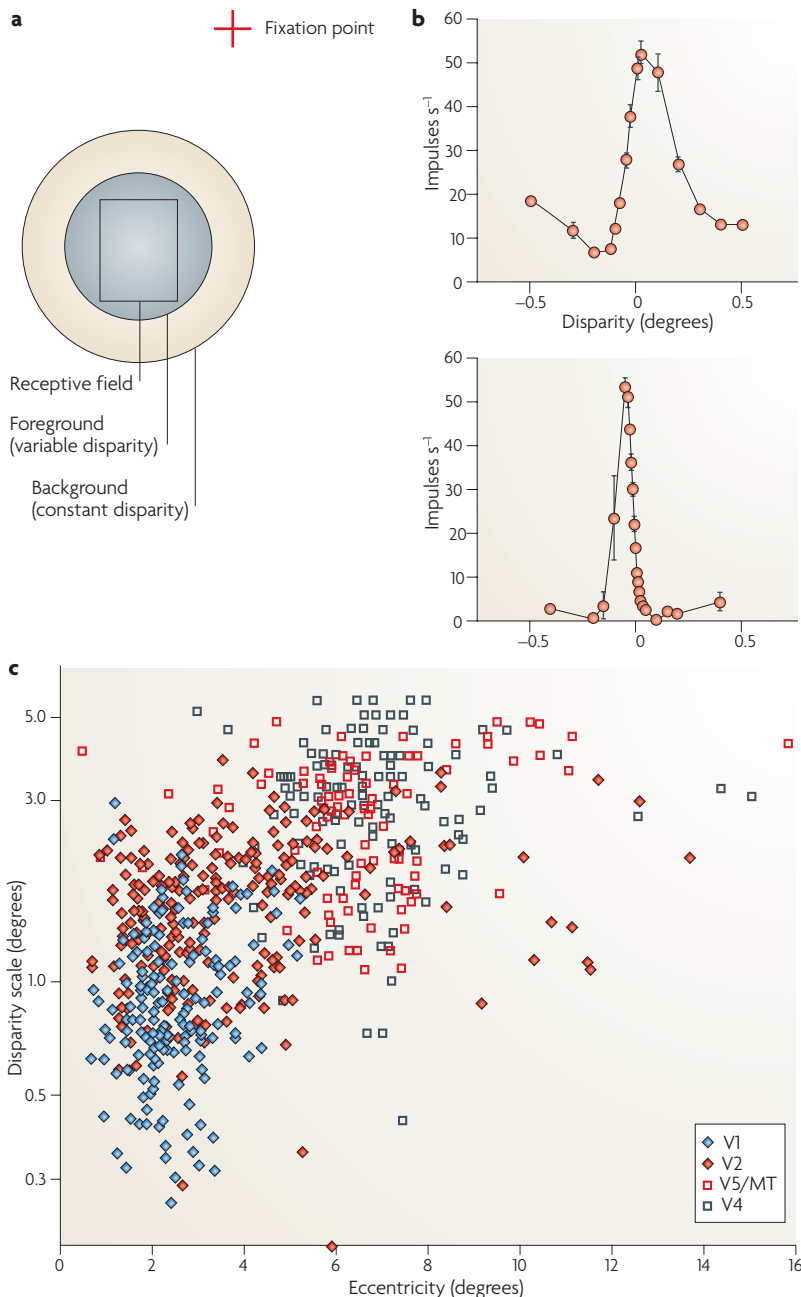 a
Fixation point
Receptive field
Foreground
(variable disparity)
Background
(constant disparity)
b
Impulses s⁻¹
60
50
40
30
20
10
0
−0.5
0
0.5
Disparity (degrees)
Impulses s⁻¹
60
50
40
30
20
10
0
−0.5
0
0.5
c
Disparity scale (degrees)
5.0
3.0
1.0
0.5
0.3
V1
V2
V5/MT
V4
0
2
4
6
8
10
12
14
16
Eccentricity (degrees)